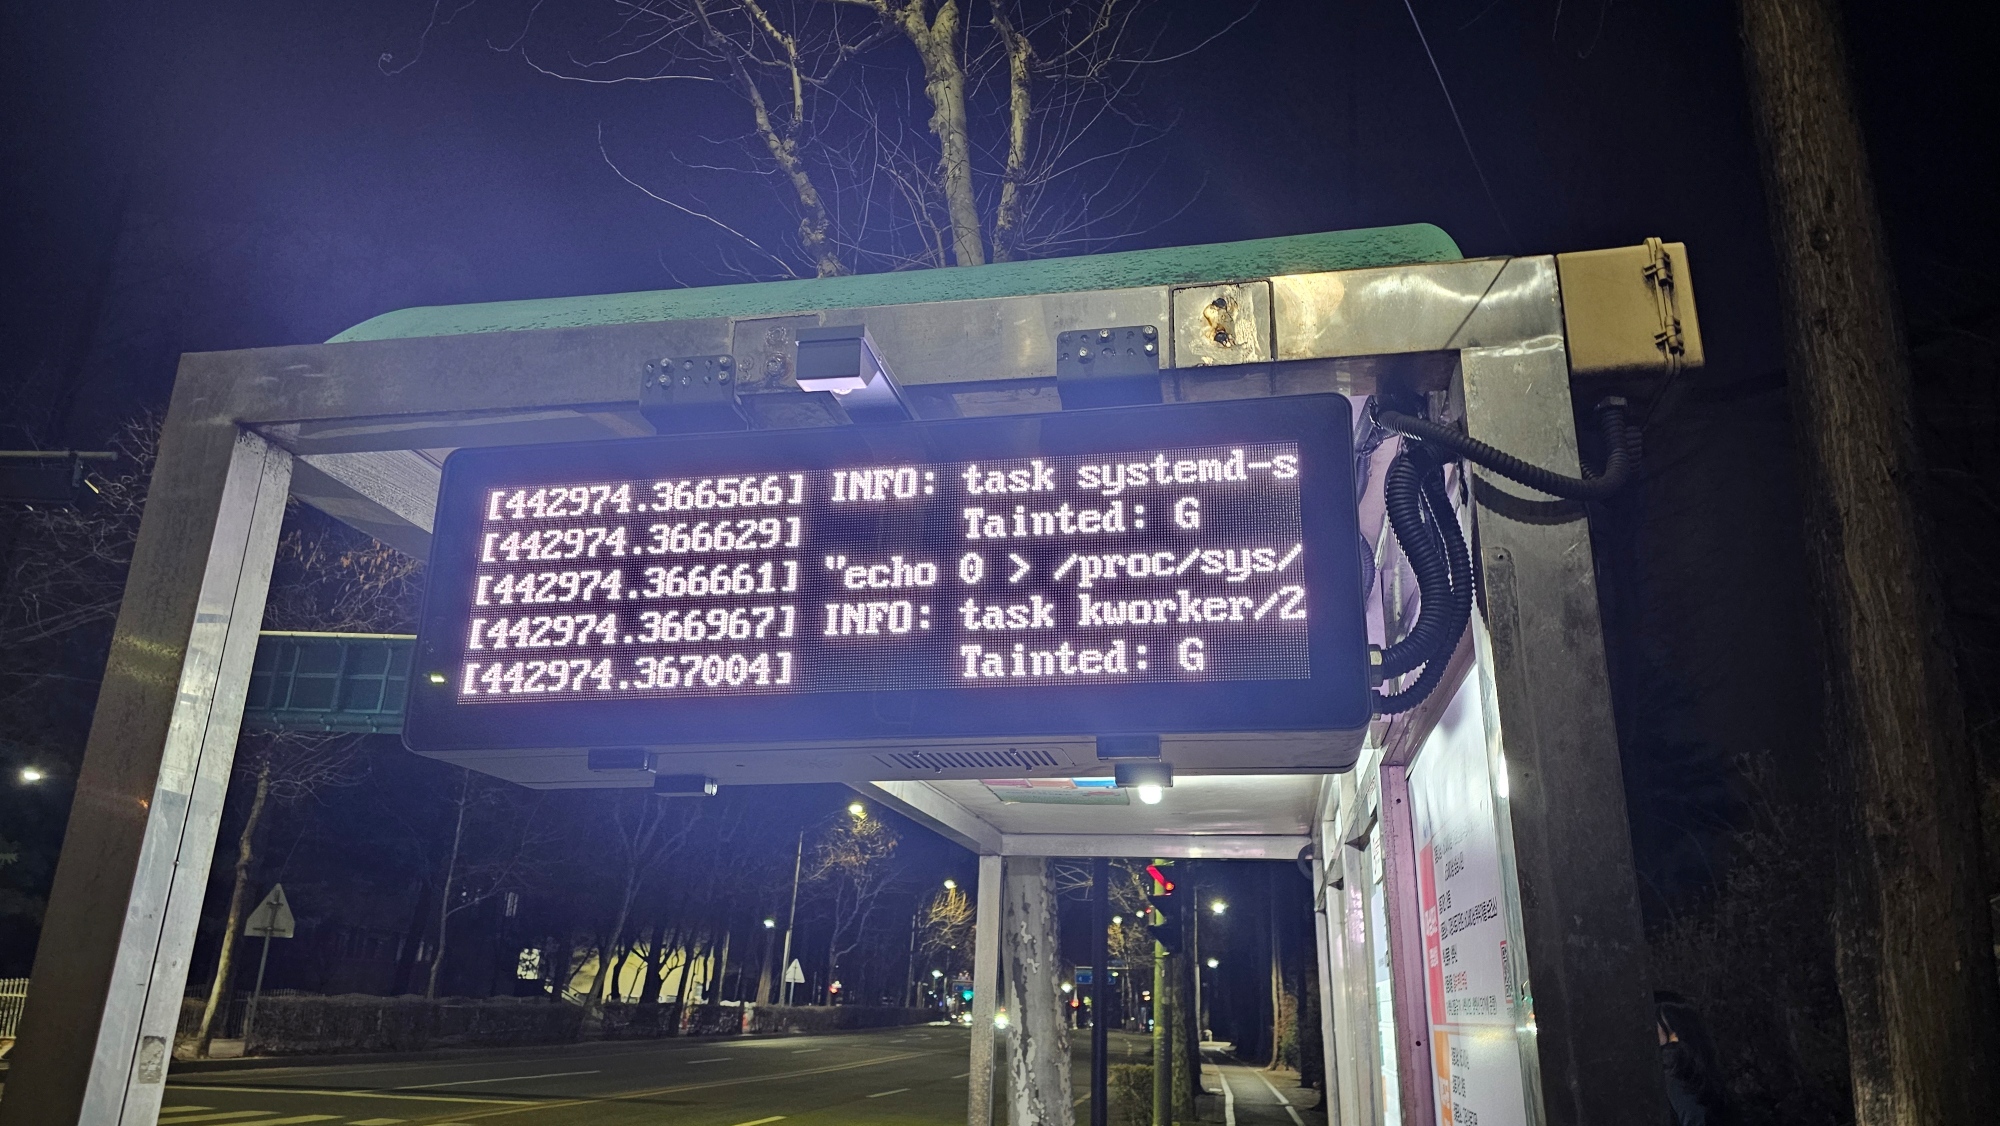 [442974.366566] INFO: task systemd-s
[442974.366629] Tainted: G
[442974.366661] "echo 0 > /proc/sys/
[442974.366967] INFO: task kworker/2
[442974.367004] Tainted: G